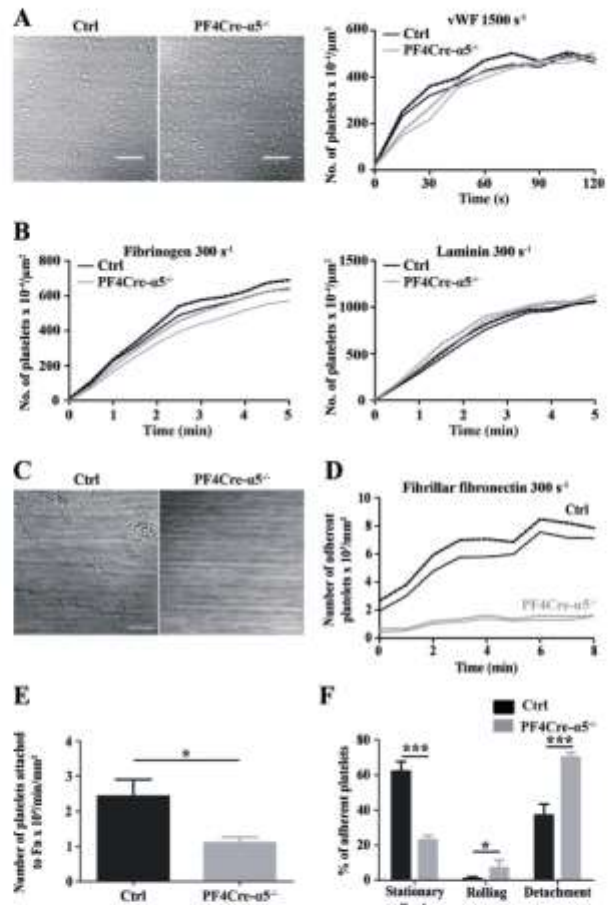 A
Ctrl
PF4Cre-α5⁻/⁻
vWF 1500 s⁻¹
Ctrl
PF4Cre-α5⁻/⁻
No. of platelets x 10⁻⁴/µm²
600
400
200
0
0 30 60 90 120
Time (s)
B
Fibrinogen 300 s⁻¹
Ctrl
PF4Cre-α5⁻/⁻
No. of platelets x 10⁻⁴/µm²
800
600
400
200
0
0 1 2 3 4 5
Time (min)
Laminin 300 s⁻¹
Ctrl
PF4Cre-α5⁻/⁻
No. of platelets x 10⁻⁴/µm²
1500
1000
500
0
0 1 2 3 4 5
Time (min)
C
Ctrl
PF4Cre-α5⁻/⁻
D
Fibrillar fibronectin 300 s⁻¹
Ctrl
PF4Cre-α5⁻/⁻
Number of adherent
platelets x
10
8
6
4
2
0
0 2 4 6 8
Time (min)
E
Number of platelets attached
to Fn x /min/mm²
4
3
2
1
0
*
Ctrl
PF4Cre-α5⁻/⁻
F
Ctrl
PF4Cre-α5⁻/⁻
% of adherent platelets
80
60
40
20
0
***
*
***
Stationary
Rolling
Detachment